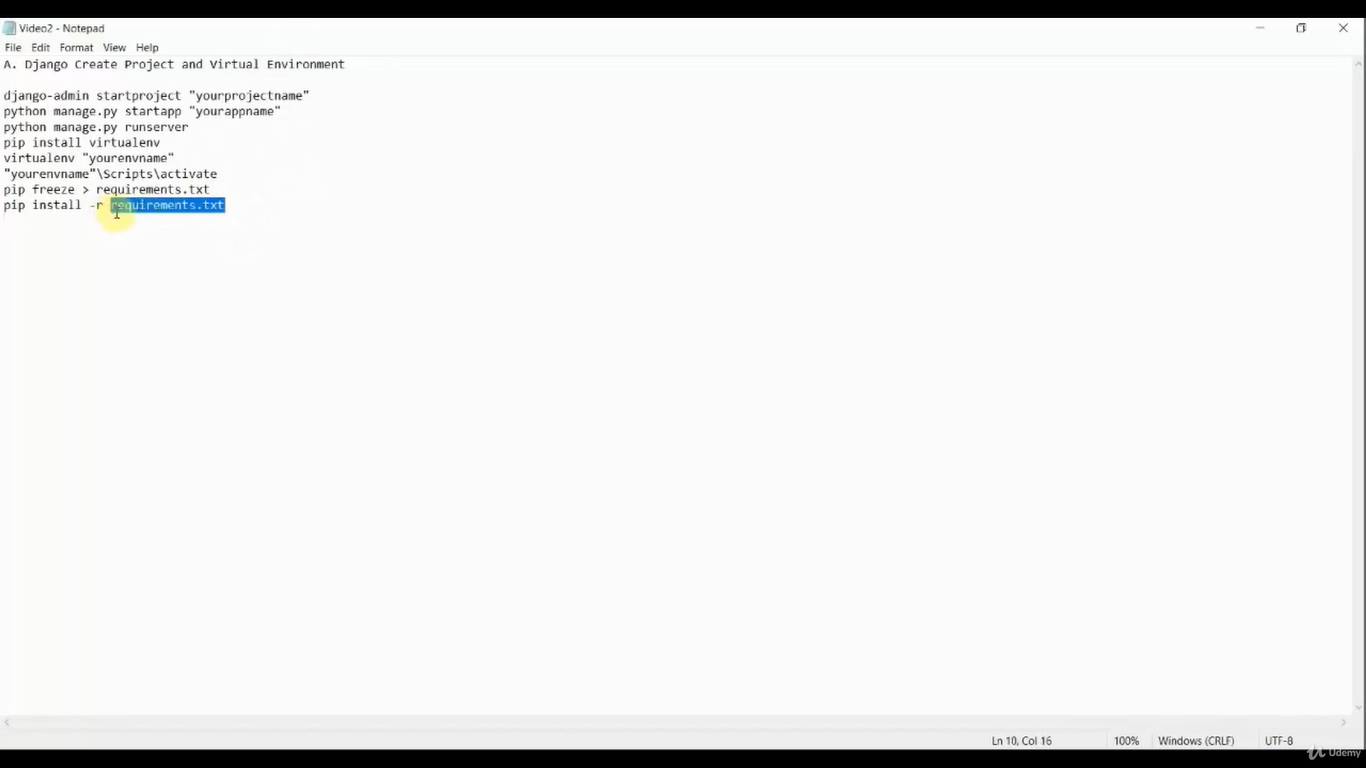 Video2 - Notepad
File Edit Format View Help
A. Django Create Project and Virtual Environment
django-admin startproject "yourprojectname"
python manage.py startapp "yourappname"
python manage.py runserver
pip install virtualenv
virtualenv "yourenvname"
"yourenvname"\Scripts\activate
pip freeze > requirements.txt
pip install -r requirements.txt
Ln 10, Col 16 100% Windows (CRLF) UTF-8
Udemy